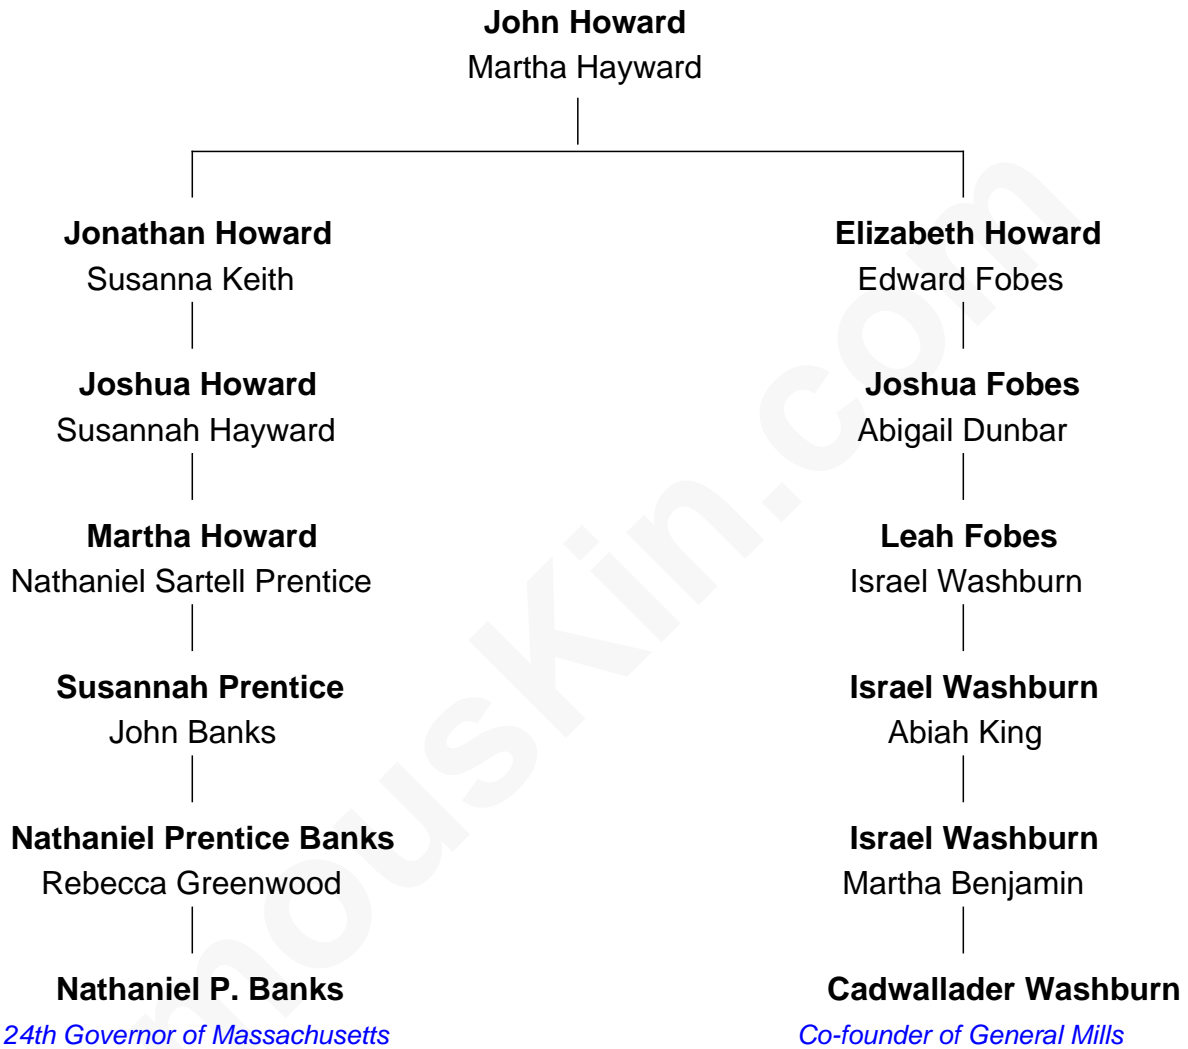 John Howard
Martha Hayward
Jonathan Howard
Susanna Keith
Elizabeth Howard
Edward Fobes
Joshua Howard
Susannah Hayward
Joshua Fobes
Abigail Dunbar
Martha Howard
Nathaniel Sartell Prentice
Leah Fobes
Israel Washburn
Susannah Prentice
John Banks
Israel Washburn
Abiah King
Nathaniel Prentice Banks
Rebecca Greenwood
Israel Washburn
Martha Benjamin
Nathaniel P. Banks
24th Governor of Massachusetts
Cadwallader Washburn
Co-founder of General Mills
mousKin.com